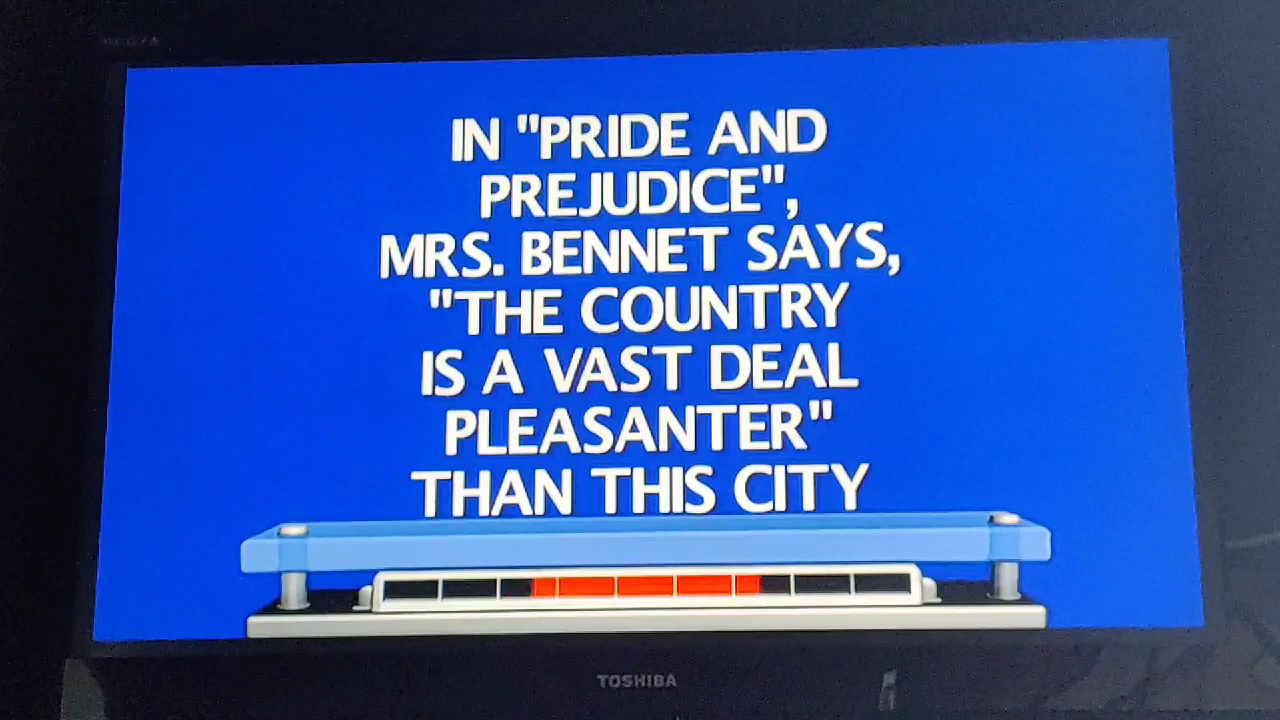 IN "PRIDE AND
PREJUDICE",
MRS. BENNET SAYS,
"THE COUNTRY
IS A VAST DEAL
PLEASANTER"
THAN THIS CITY
TOSHIBA